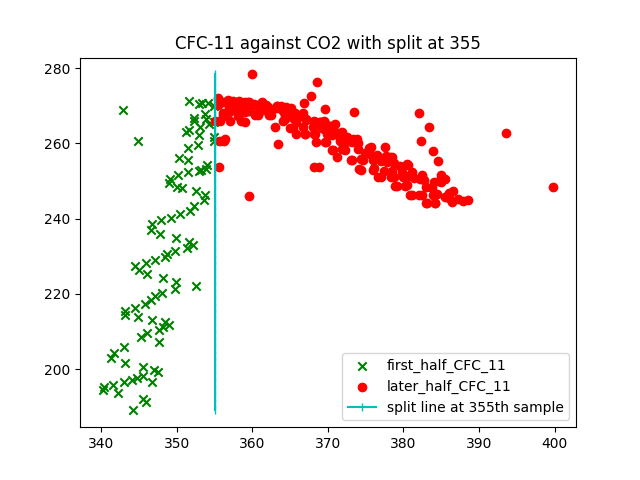 CFC-11 against CO2 with split at 355
280
260
240
220
200
first_half_CFC_11
later_half_CFC_11
split line at 355th sample
340 350 360 370 380 390 400